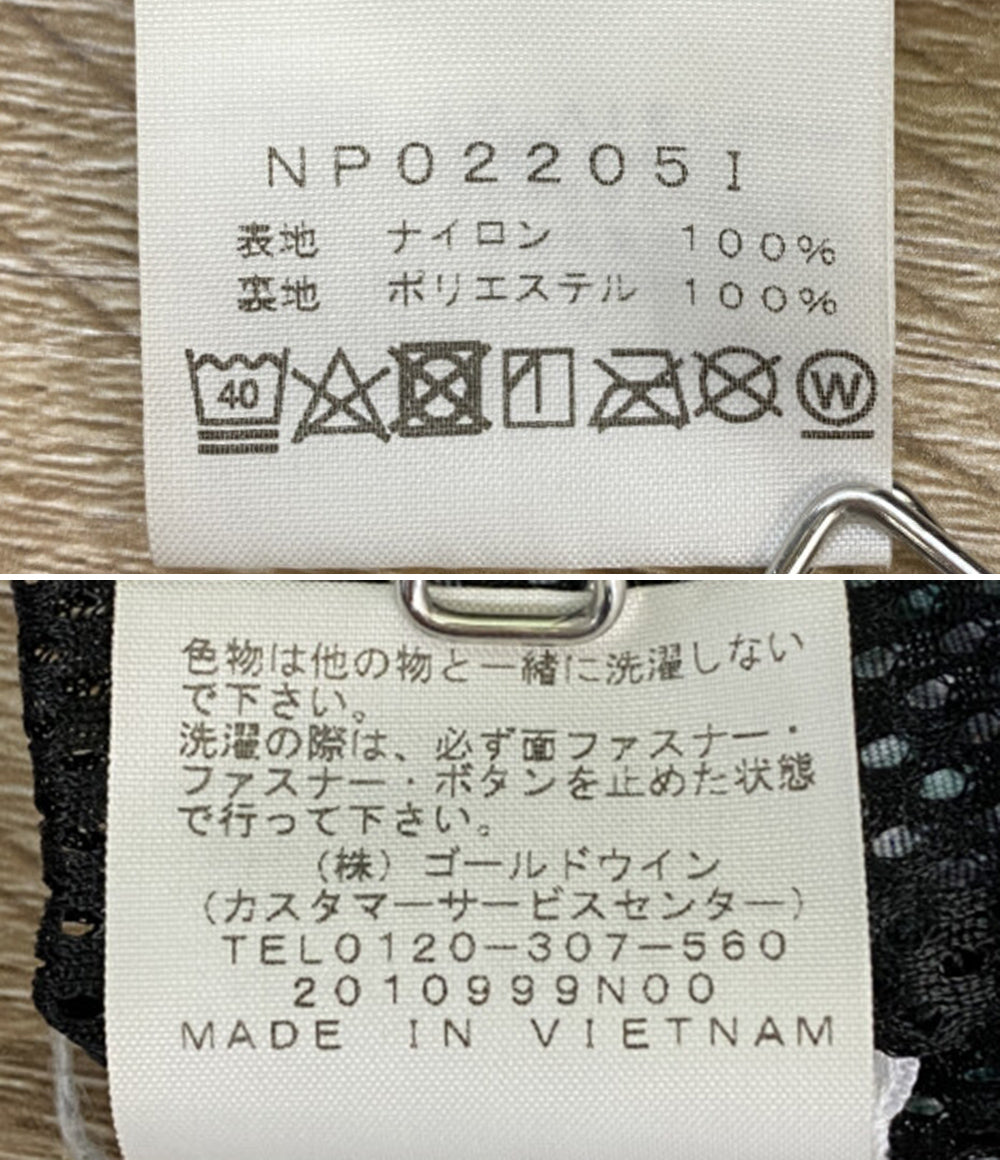 NP02205I
表地 ナイロン 100%
裏地 ポリエステル 100%
40 W
色物は他の物と一緒に洗濯しない
で下さい。
洗濯の際は、必ず面ファスナー・
ファスナー・ボタンを止めた状態
で行って下さい。
(株)ゴールドウイン
(カスタマーサービスセンター)
TEL0120-307-560
2010999N00
MADE IN VIETNAM